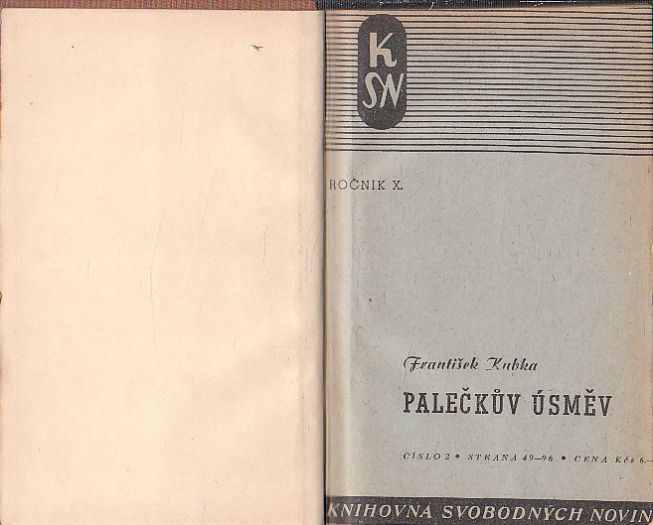 K
SN
ROČNIK X.
František Kubka
PALEČKŮV ÚSMĚV
ČÍSLO 2 • STRANA 49—96 • CENA Kčs 6.—
KNIHOVNA SVOBODNÝCH NOVIN